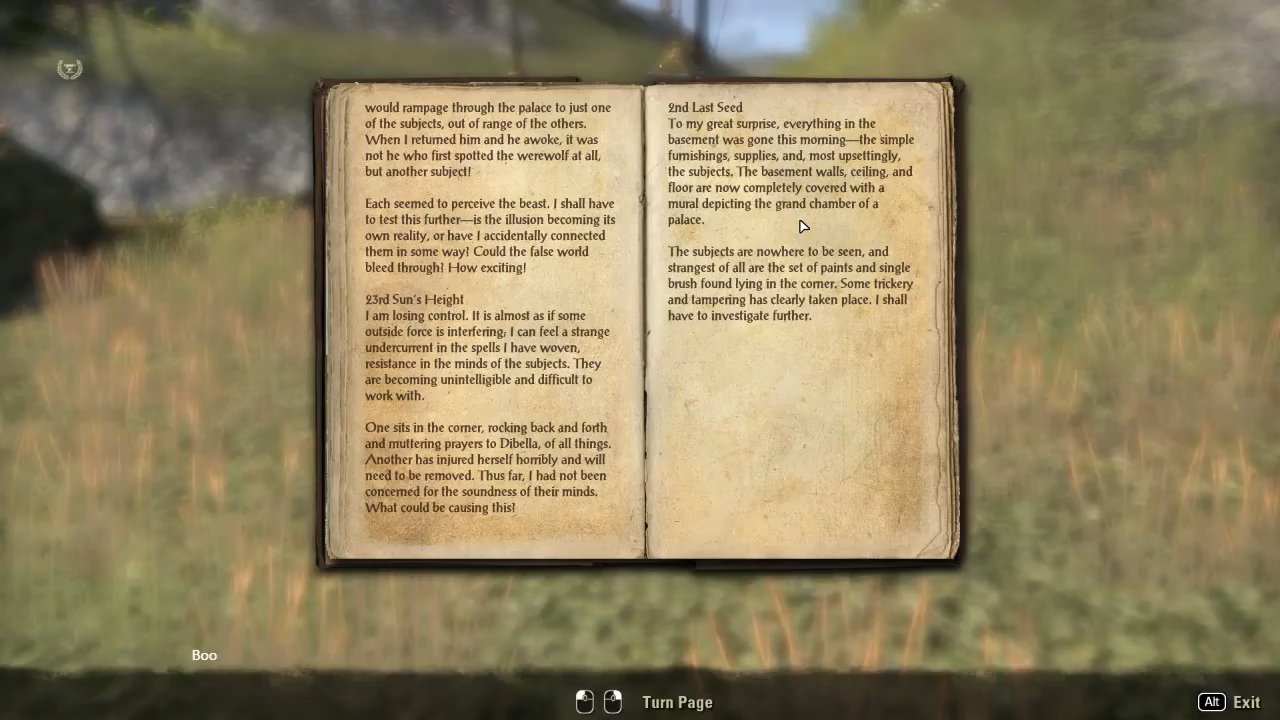 would rampage through the palace to just one
of the subjects, out of range of the others.
When I returned him and he awoke, it was
not he who first spotted the werewolf at all,
but another subject!
Each seemed to perceive the beast. I shall have
to test this further—is the illusion becoming its
own reality, or have I accidentally connected
them in some way? Could the false world
bleed through? How exciting!
23rd Sun's Height
I am losing control. It is almost as if some
outside force is interfering; I can feel a strange
undercurrent in the spells I have woven,
resistance in the minds of the subjects. They
are becoming unintelligible and difficult to
work with.
One sits in the corner, rocking back and forth
and muttering prayers to Dibella, of all things.
Another has injured herself horribly and will
need to be removed. Thus far, I had not been
concerned for the soundness of their minds.
What could be causing this?
2nd Last Seed
To my great surprise, everything in the
basement was gone this morning—the simple
furnishings, supplies, and, most upsettingly,
the subjects. The basement walls, ceiling, and
floor are now completely covered with a
mural depicting the grand chamber of a
palace.
The subjects are nowhere to be seen, and
strangest of all are the set of paints and single
brush found lying in the corner. Some trickery
and tampering has clearly taken place. I shall
have to investigate further.
Boo
Turn Page
Alt Exit